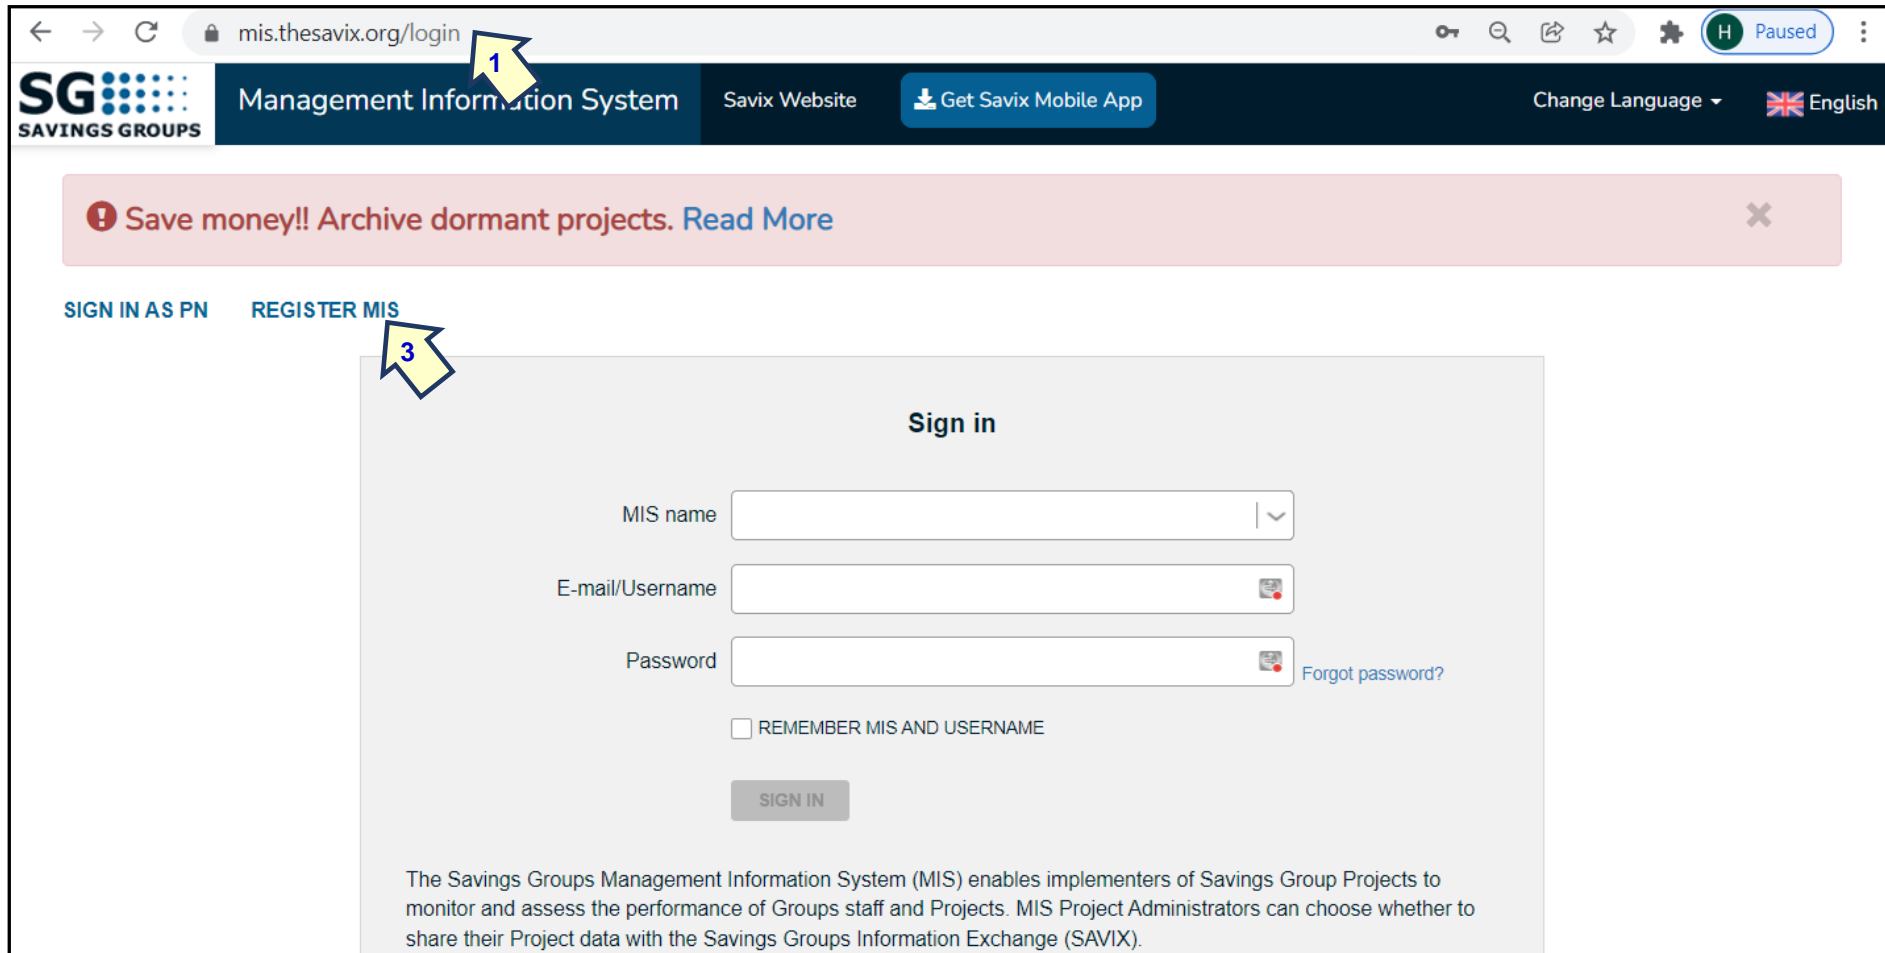 mis.thesavix.org/login
H Paused
1
SG
SAVINGS GROUPS
Management Information System
Savix Website
Get Savix Mobile App
Change Language
English
Save money!! Archive dormant projects. Read More
SIGN IN AS PN
REGISTER MIS
3
Sign in
MIS name
E-mail/Username
Password
Forgot password?
REMEMBER MIS AND USERNAME
SIGN IN
The Savings Groups Management Information System (MIS) enables implementers of Savings Group Projects to
monitor and assess the performance of Groups staff and Projects. MIS Project Administrators can choose whether to
share their Project data with the Savings Groups Information Exchange (SAVIX).